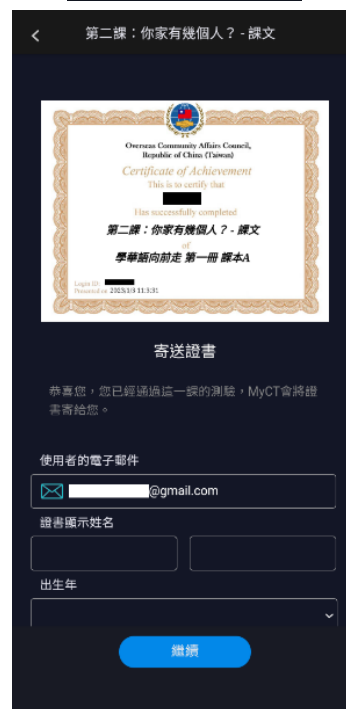 第二課：你家有幾個人？ - 課文
Overseas Community Affairs Council,
Republic of China (Taiwan)
Certificate of Achievement
This is to certify that
Has successfully completed
第二課：你家有幾個人？ - 課文
of
學華語向前走 第一冊 課本A
Login ID:
Presented on 2025/1/3 11:3:31
寄送證書
恭喜您，您已經通過這一課的測驗，MyCT會將證
書寄給您。
使用者的電子郵件
@gmail.com
證書顯示姓名
出生年
繼續